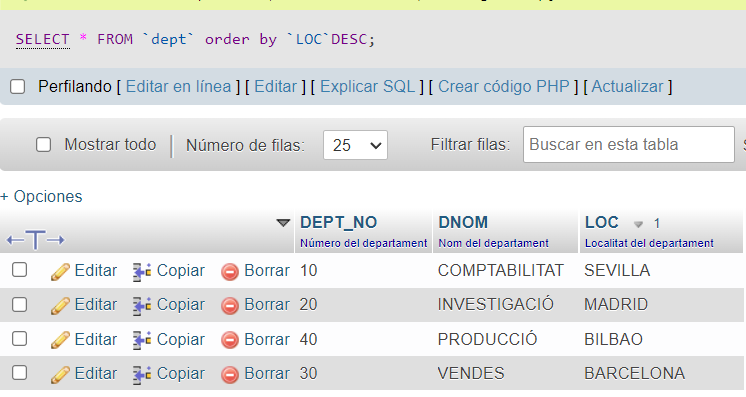 SELECT * FROM `dept` order by `LOC`DESC;
Perfilando [ Editar en línea ] [ Editar ] [ Explicar SQL ] [ Crear código PHP ] [ Actualizar ]
Mostrar todo Número de filas: 25 Filtrar filas: Buscar en esta tabla
+ Opciones
←T→ DEPT_NO DNOM LOC 1
Número del departament Nom del departament Localitat del departament
Editar Copiar Borrar 10 COMPTABILITAT SEVILLA
Editar Copiar Borrar 20 INVESTIGACIÓ MADRID
Editar Copiar Borrar 40 PRODUCCIÓ BILBAO
Editar Copiar Borrar 30 VENDES BARCELONA